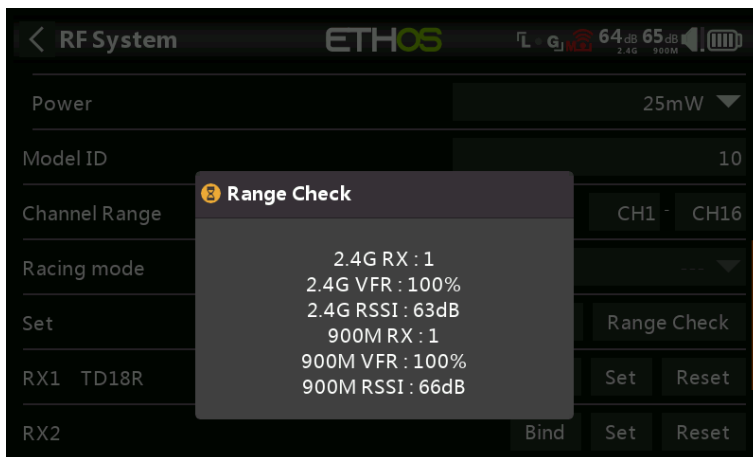 RF System ETHOS 64dB 2.4G 65dB 900M
Power 25mW
Model ID 10
Range Check
Channel Range CH1 - CH16
2.4G RX : 1
2.4G VFR : 100%
Racing mode ---
2.4G RSSI : 63dB
900M RX : 1
Set Range Check
900M VFR : 100%
RX1 TD18R Set Reset
900M RSSI : 66dB
RX2 Bind Set Reset